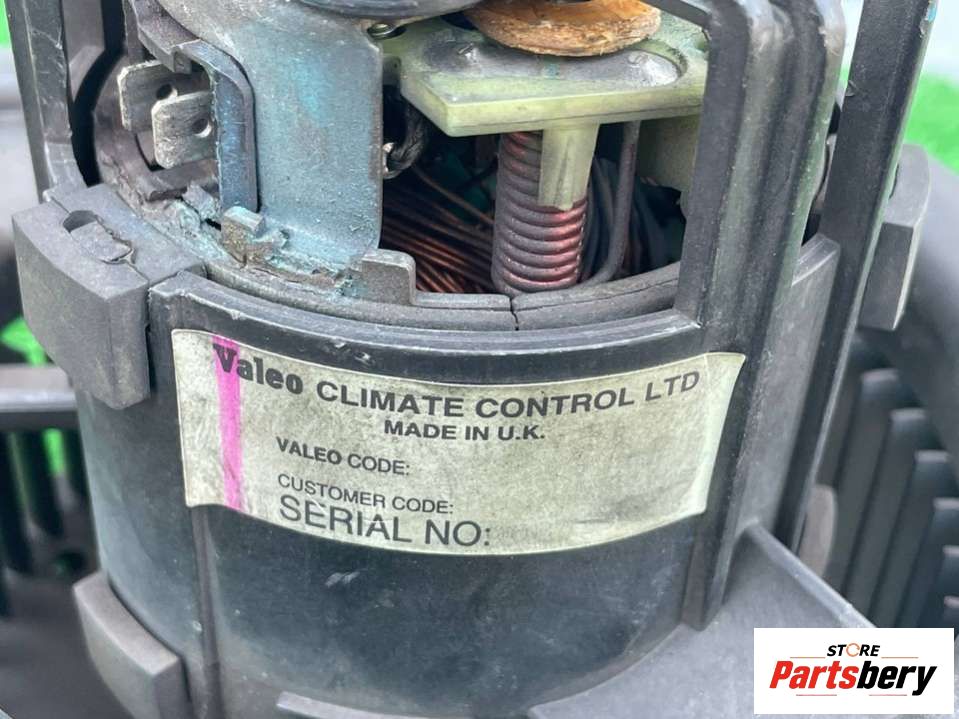 Valeo CLIMATE CONTROL LTD
MADE IN U.K.
VALEO CODE:
CUSTOMER CODE:
SERIAL NO:
STORE
Partsbery